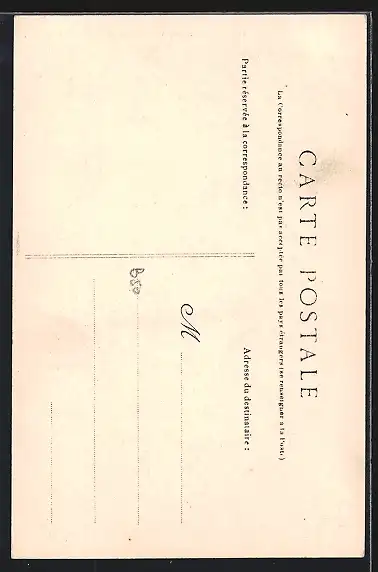 CARTE POSTALE
La Correspondance au recto n'est pas acceptée par tous les pays étrangers (se renseigner à la Poste)
Partie réservée à la correspondance :
Adresse du destinataire :
M
B50